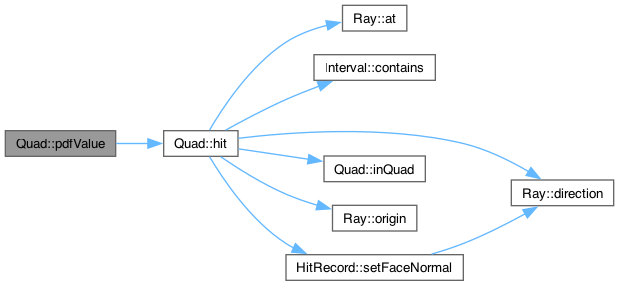 Ray::at
Interval::contains
Quad::pdfValue
Quad::hit
Quad::inQuad
Ray::direction
Ray::origin
HitRecord::setFaceNormal